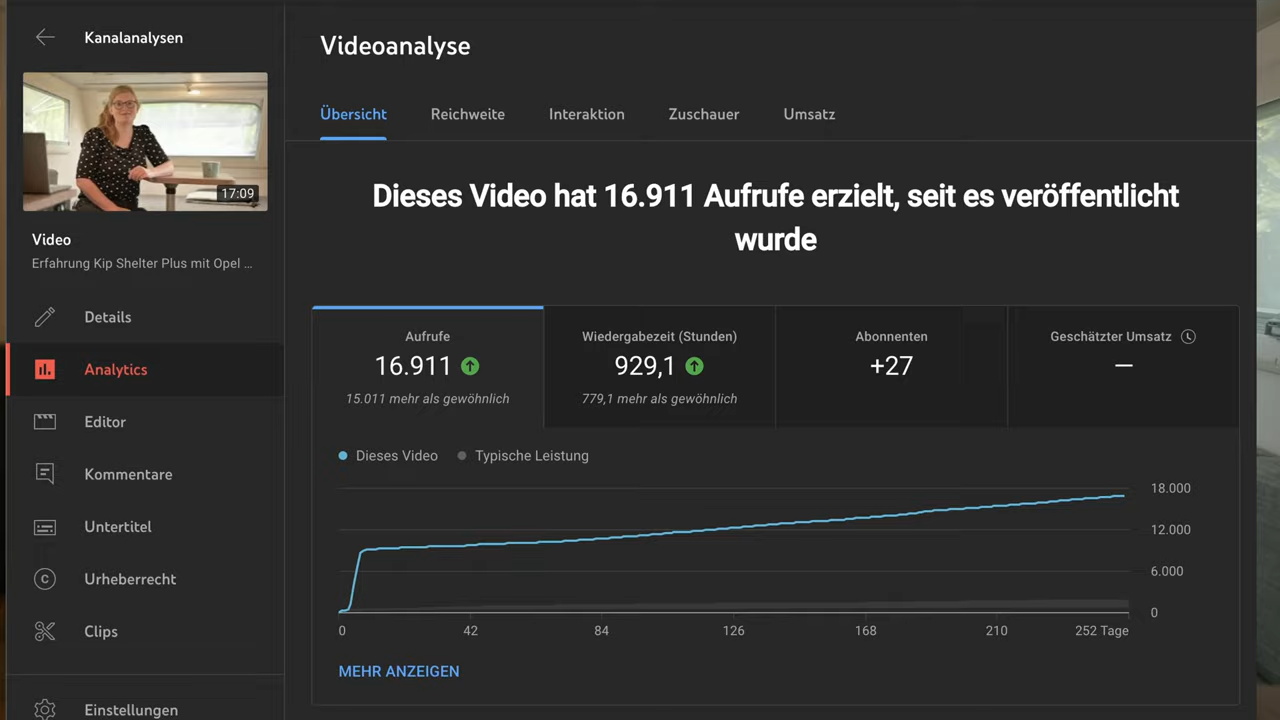 Kanalanalysen
17:09
Video
Erfahrung Kip Shelter Plus mit Opel ...
Details
Analytics
Editor
Kommentare
Untertitel
Urheberrecht
Clips
Einstellungen
Videoanalyse
Übersicht
Reichweite
Interaktion
Zuschauer
Umsatz
Dieses Video hat 16.911 Aufrufe erzielt, seit es veröffentlicht
wurde
Aufrufe
16.911
15.011 mehr als gewöhnlich
Wiedergabezeit (Stunden)
929,1
779,1 mehr als gewöhnlich
Abonnenten
+27
Geschätzter Umsatz
—
Dieses Video
Typische Leistung
18.000
12.000
6.000
0
0 42 84 126 168 210 252 Tage
MEHR ANZEIGEN